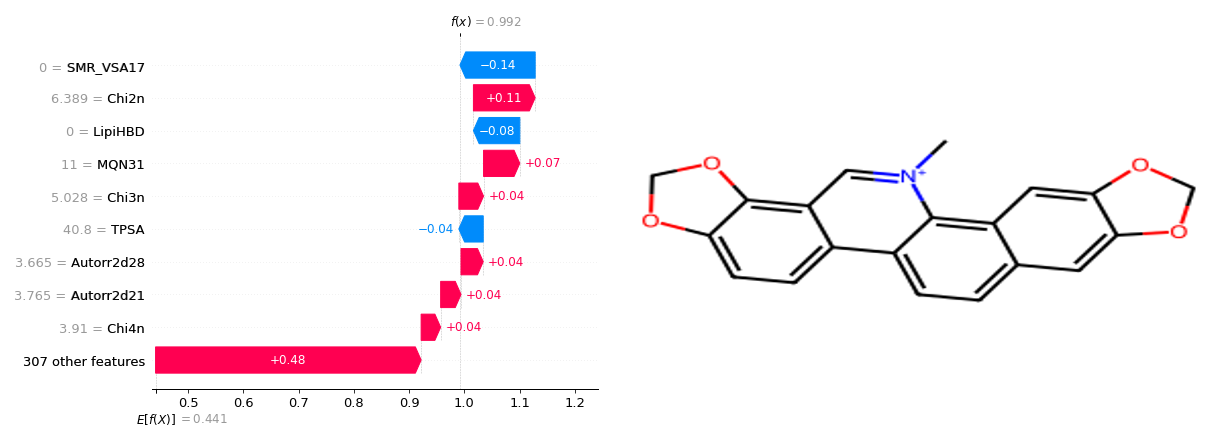 f(x) = 0.992
0 = SMR_VSA17
−0.14
6.389 = Chi2n
+0.11
0 = LipiHBD
−0.08
11 = MQN31
+0.07
5.028 = Chi3n
+0.04
40.8 = TPSA
−0.04
3.665 = Autorr2d28
+0.04
3.765 = Autorr2d21
+0.04
3.91 = Chi4n
+0.04
307 other features
+0.48
0.5 0.6 0.7 0.8 0.9 1.0 1.1 1.2
E[f(X)] = 0.441
O
O
N+
O
O